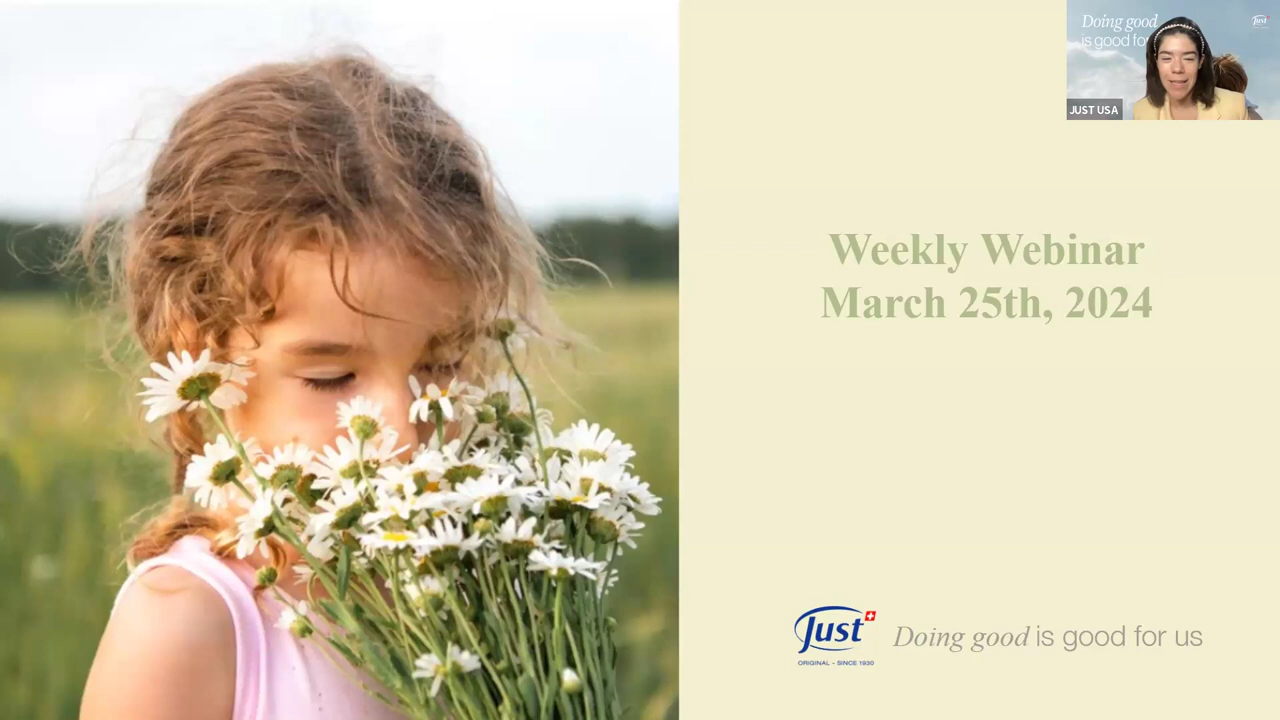 Doing good
is good fo
Just
JUST USA
Weekly Webinar
March 25th, 2024
Just
ORIGINAL - SINCE 1930
Doing good is good for us